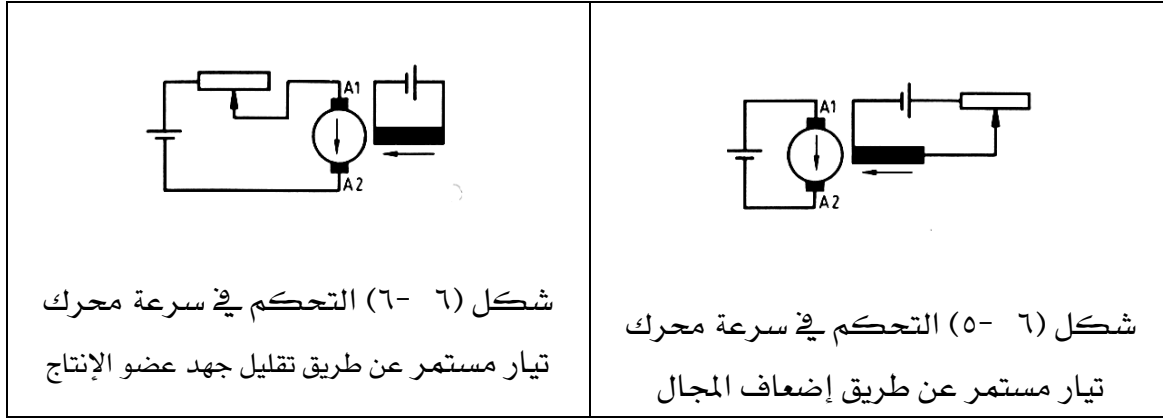 A1
A2
شكل (٦ -٥) التحكم في سرعة محرك
تيار مستمر عن طريق إضعاف المجال
A1
A2
شكل (٦ -٦) التحكم في سرعة محرك
تيار مستمر عن طريق تقليل جهد عضو الإنتاج